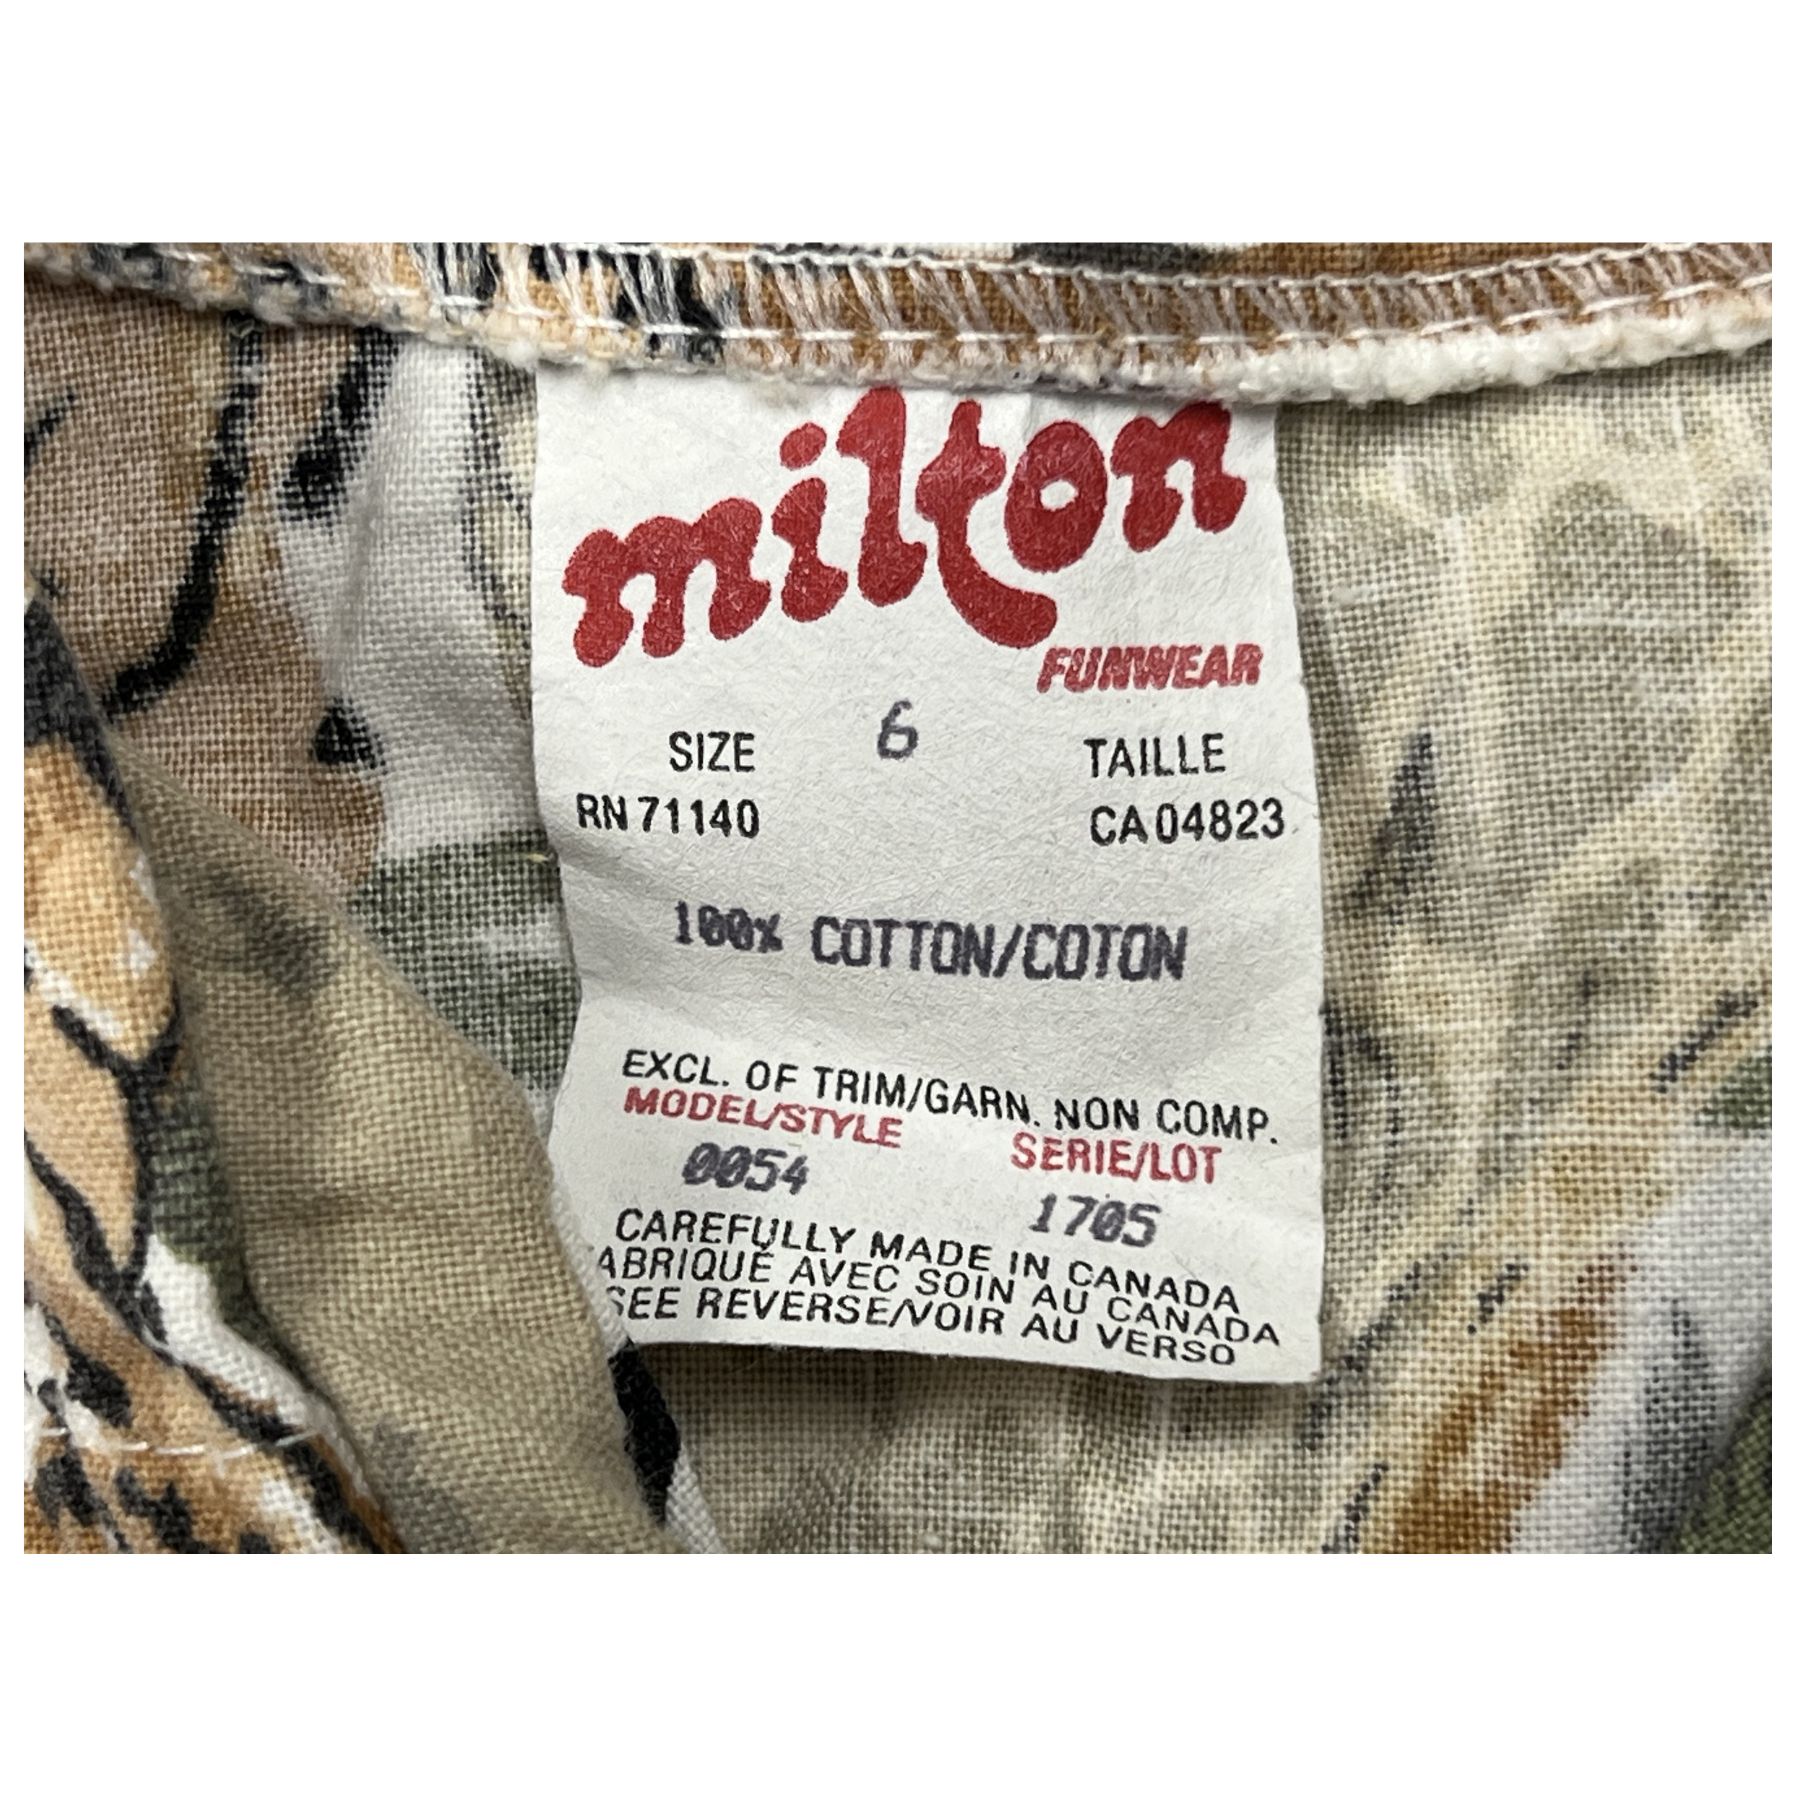 milton
FUNWEAR
SIZE 6 TAILLE
RN 71140 CA 04823
100% COTTON/COTON
EXCL. OF TRIM/GARN. NON COMP.
MODEL/STYLE SERIE/LOT
0054 1705
CAREFULLY MADE IN CANADA
ABRIQUÉ AVEC SOIN AU CANADA
SEE REVERSE/VOIR AU VERSO